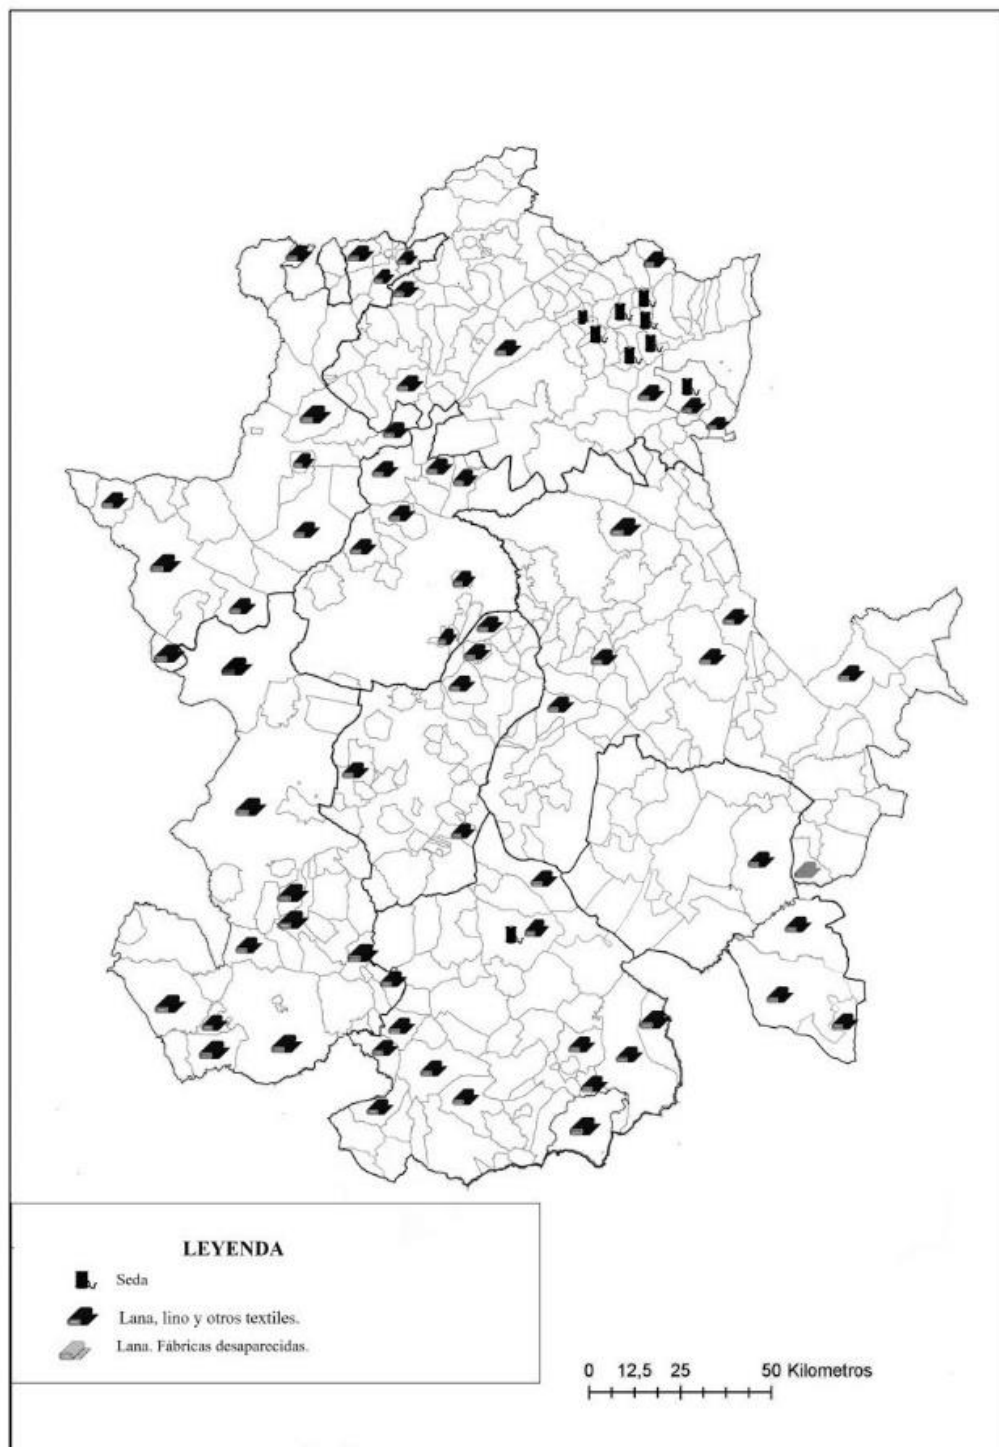 LEYENDA
Seda
Lana, lino y otros textiles.
Lana. Fábricas desaparecidas.
0 12,5 25 50 Kilometros